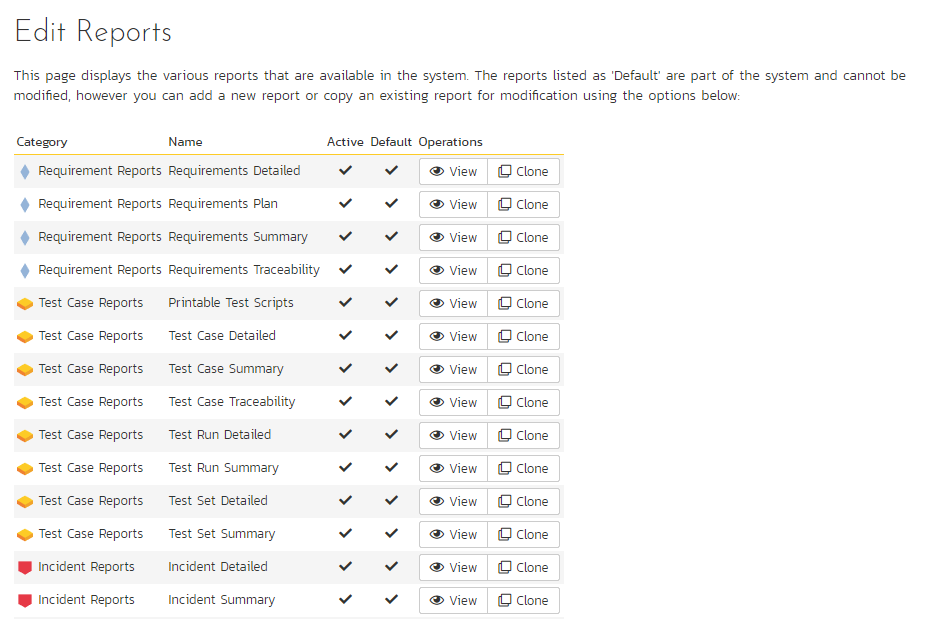 Edit Reports
This page displays the various reports that are available in the system. The reports listed as 'Default' are part of the system and cannot be
modified, however you can add a new report or copy an existing report for modification using the options below:
Category Name Active Default Operations
Requirement Reports Requirements Detailed View Clone
Requirement Reports Requirements Plan View Clone
Requirement Reports Requirements Summary View Clone
Requirement Reports Requirements Traceability View Clone
Test Case Reports Printable Test Scripts View Clone
Test Case Reports Test Case Detailed View Clone
Test Case Reports Test Case Summary View Clone
Test Case Reports Test Case Traceability View Clone
Test Case Reports Test Run Detailed View Clone
Test Case Reports Test Run Summary View Clone
Test Case Reports Test Set Detailed View Clone
Test Case Reports Test Set Summary View Clone
Incident Reports Incident Detailed View Clone
Incident Reports Incident Summary View Clone